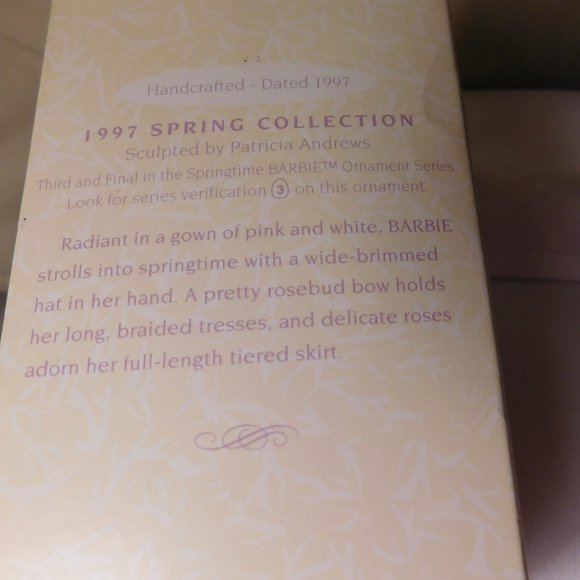 Handcrafted - Dated 1997
1997 SPRING COLLECTION
Sculpted by Patricia Andrews
Third and Final in the Springtime BARBIE™ Ornament Series.
Look for series verification ③ on this ornament.
Radiant in a gown of pink and white, BARBIE
strolls into springtime with a wide-brimmed
hat in her hand. A pretty rosebud bow holds
her long, braided tresses, and delicate roses
adorn her full-length tiered skirt.